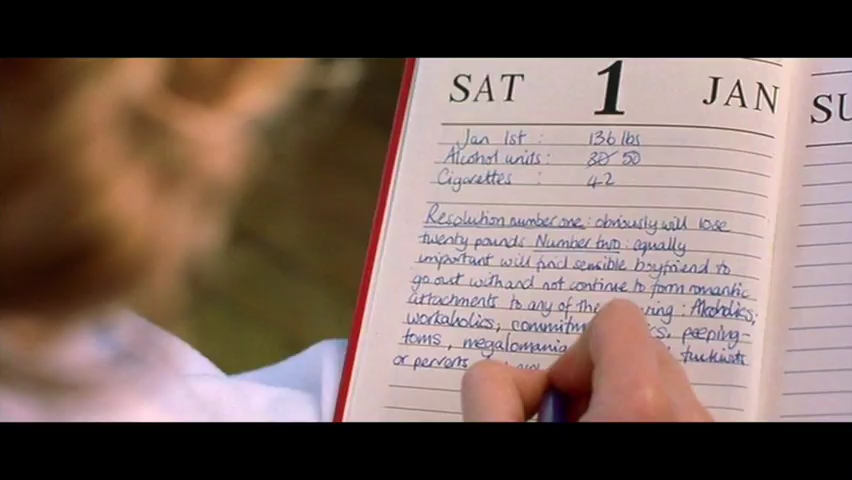 SAT 1 JAN SU
Jan 1st : 136 lbs
Alcohol units : 30 50
Cigarettes : 42
Resolution number one : obviously will lose
twenty pounds Number two : equally
important will find sensible boyfriend to
go out with and not continue to form romantic
attachments to any of the : Alcoholics,
workaholics, peeping-
toms,
or perverts